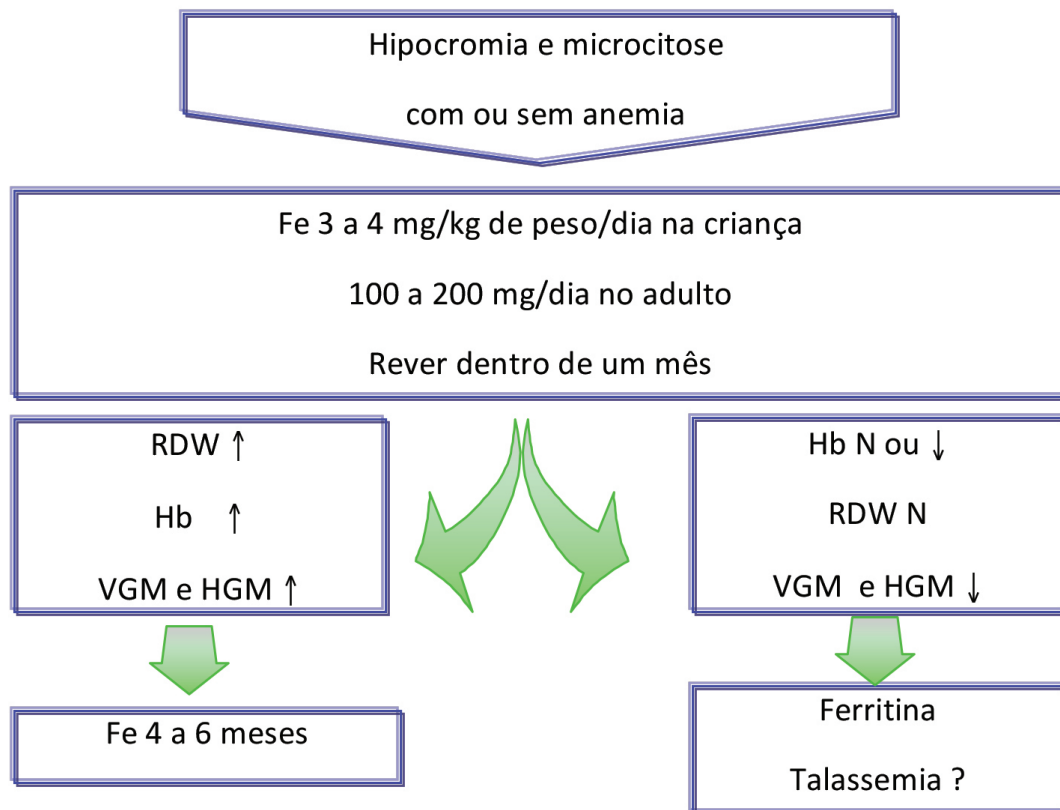 Hipocromia e microcitose
com ou sem anemia
Fe 3 a 4 mg/kg de peso/dia na criança
100 a 200 mg/dia no adulto
Rever dentro de um mês
RDW ↑
Hb ↑
VGM e HGM ↑
Hb N ou ↓
RDW N
VGM e HGM ↓
Fe 4 a 6 meses
Ferritina
Talassemia ?